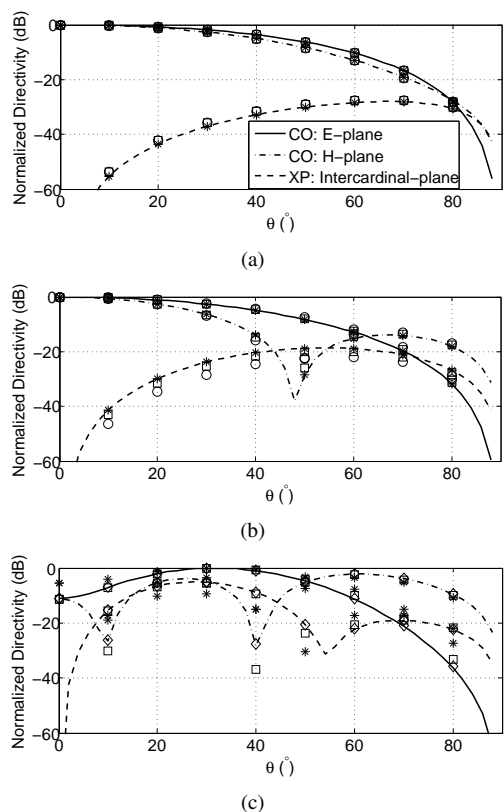 Normalized Directivity (dB)
0
−20
−40
−60
CO: E−plane
CO: H−plane
XP: Intercardinal−plane
0 20 40 60 80
θ (°)
(a)
Normalized Directivity (dB)
0
−20
−40
−60
0 20 40 60 80
θ (°)
(b)
Normalized Directivity (dB)
0
−20
−40
−60
0 20 40 60 80
θ (°)
(c)